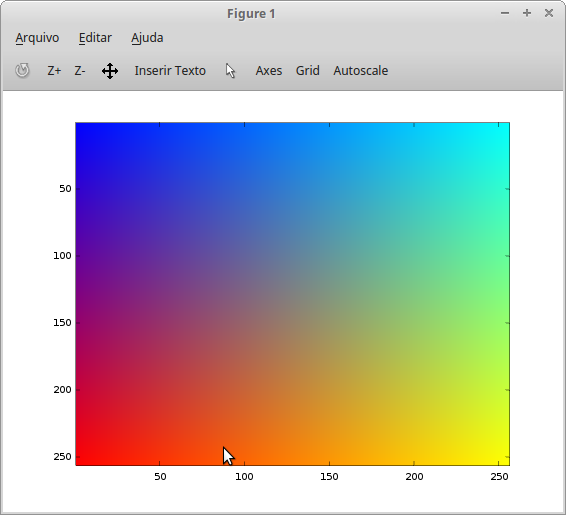 Figure 1
Arquivo Editar Ajuda
Z+ Z- Inserir Texto Axes Grid Autoscale
50
100
150
200
250
50 100 150 200 250